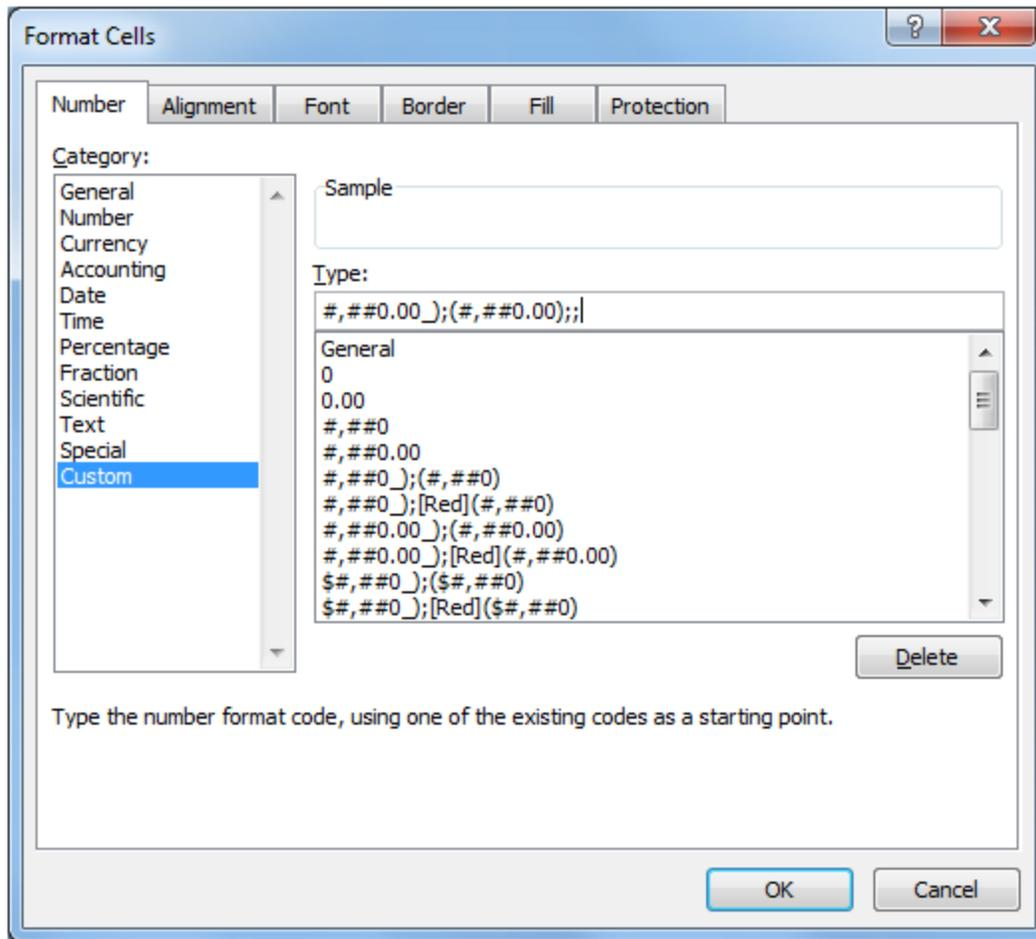 Format Cells
Number Alignment Font Border Fill Protection
Category:
General
Number
Currency
Accounting
Date
Time
Percentage
Fraction
Scientific
Text
Special
Custom
Sample
Type:
#,##0.00_);(#,##0.00);;
General
0
0.00
#,##0
#,##0.00
#,##0_);(#,##0)
#,##0_);[Red](#,##0)
#,##0.00_);(#,##0.00)
#,##0.00_);[Red](#,##0.00)
$#,##0_);($#,##0)
$#,##0_);[Red]($#,##0)
Delete
Type the number format code, using one of the existing codes as a starting point.
OK Cancel